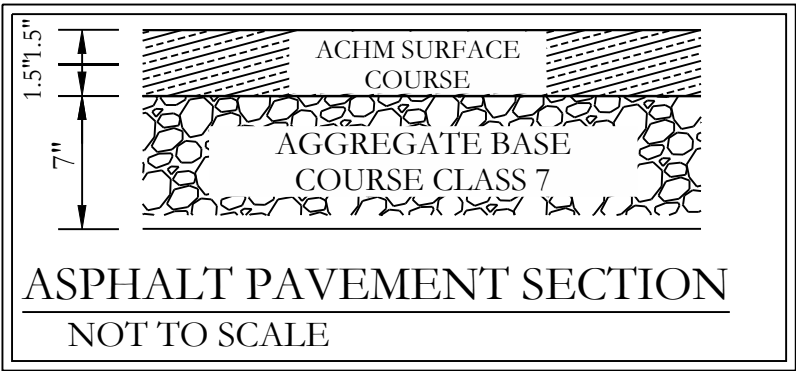 1.5"
1.5"
ACHM SURFACE
COURSE
7"
AGGREGATE BASE
COURSE CLASS 7
ASPHALT PAVEMENT SECTION
NOT TO SCALE